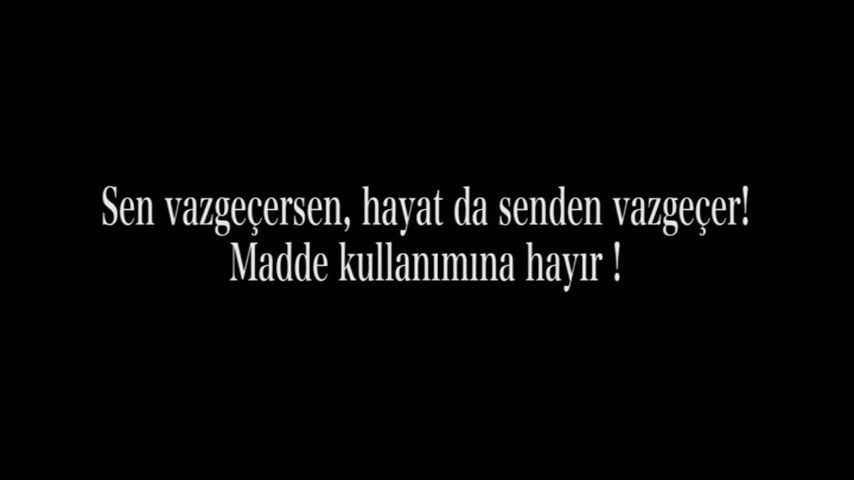 Sen vazgeçersen, hayat da senden vazgeçer!
Madde kullanımına hayır !